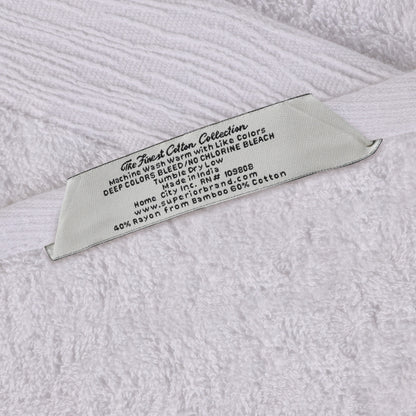 The Finest Cotton Collection
Machine Wash Warm with Like Colors
DEEP COLORS BLEED/NO CHLORINE BLEACH
Tumble Dry Low
Made in India
Home City Inc. RN# 109808
www.superiorbrand.com
40% Rayon from Bamboo 60% Cotton